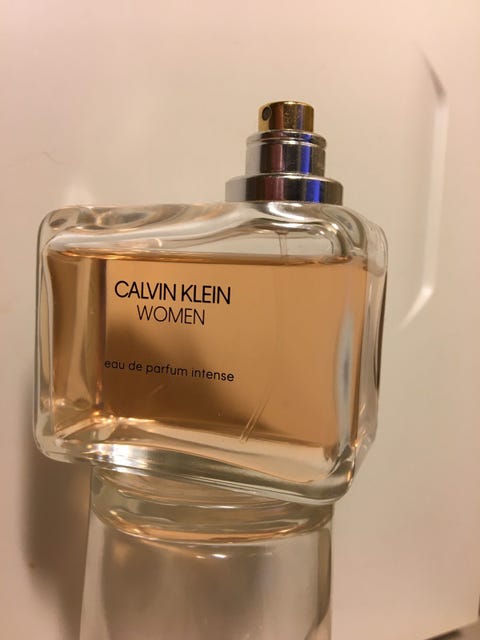 CALVIN KLEIN
WOMEN
eau de parfum intense